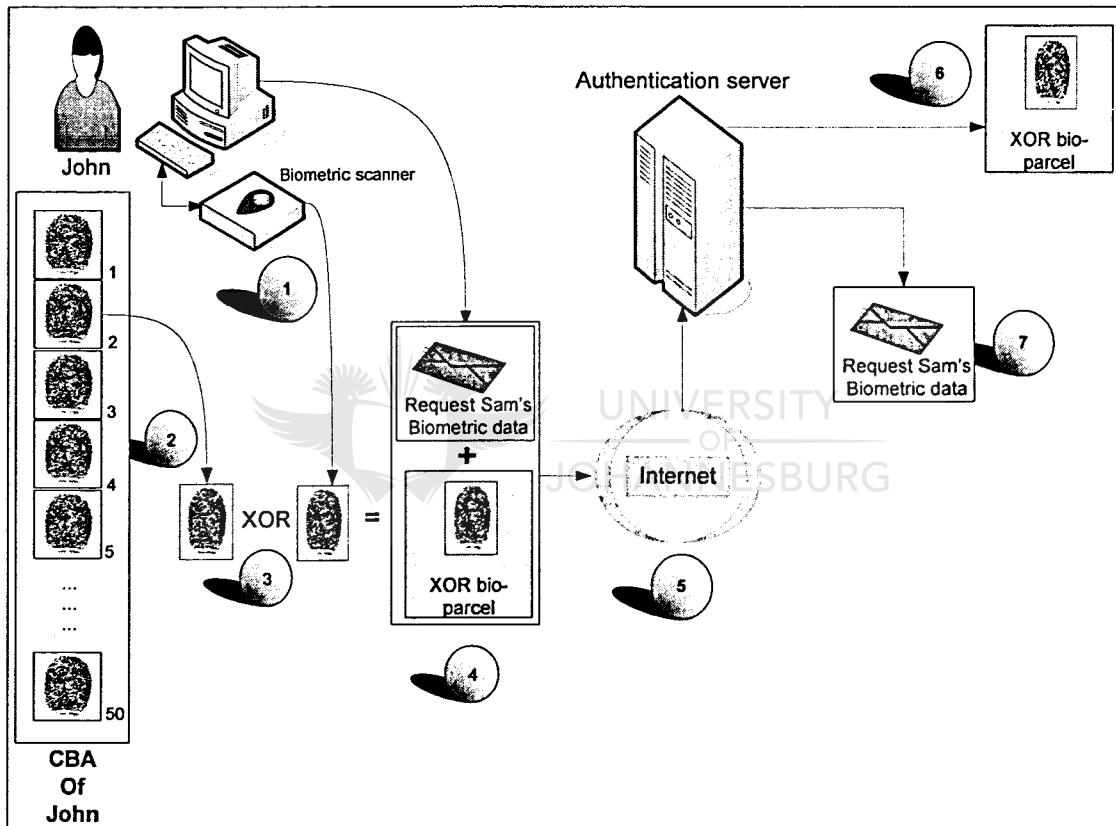 John
Biometric scanner
Authentication server
6
XOR bio-
parcel
1
2
3
4
5
...
...
...
50
CBA
Of
John
1
2
XOR
=
3
Request Sam's
Biometric data
+
XOR bio-
parcel
4
Internet
5
Request Sam's
Biometric data
7
UNIVERSITY
OF
JOHANNESBURG